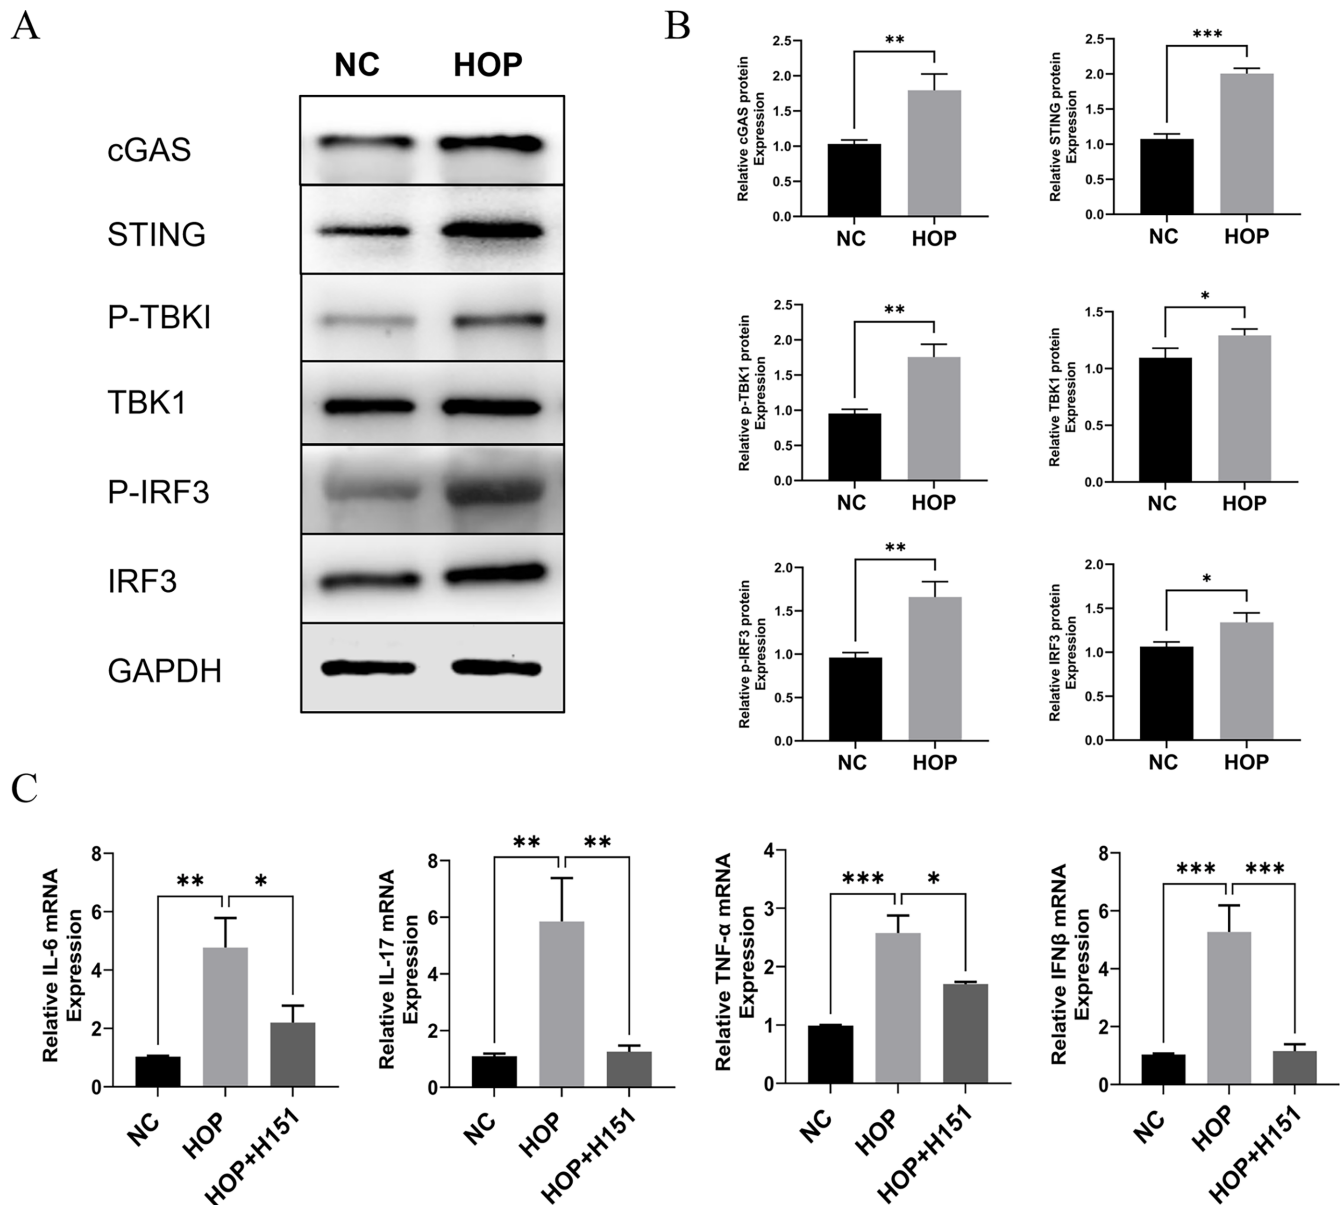 A
NC HOP
cGAS
STING
P-TBKI
TBK1
P-IRF3
IRF3
GAPDH
B
Relative cGAS protein
Expression
2.5
2.0
1.5
1.0
0.5
0.0
**
NC HOP
Relative STING protein
Expression
2.5
2.0
1.5
1.0
0.5
0.0
***
NC HOP
Relative p-TBK1 protein
Expression
2.5
2.0
1.5
1.0
0.5
0.0
**
NC HOP
Relative TBK1 protein
Expression
1.5
1.0
0.5
0.0
*
NC HOP
Relative p-IRF3 protein
Expression
2.0
1.5
1.0
0.5
0.0
**
NC HOP
Relative IRF3 protein
Expression
2.0
1.5
1.0
0.5
0.0
*
NC HOP
C
Relative IL-6 mRNA
Expression
8
6
4
2
0
** *
NC
HOP
HOP+H151
Relative IL-17 mRNA
Expression
8
6
4
2
0
** **
NC
HOP
HOP+H151
Relative TNF-α mRNA
Expression
4
3
2
1
0
*** *
NC
HOP
HOP+H151
Relative IFNβ mRNA
Expression
8
6
4
2
0
*** ***
NC
HOP
HOP+H151